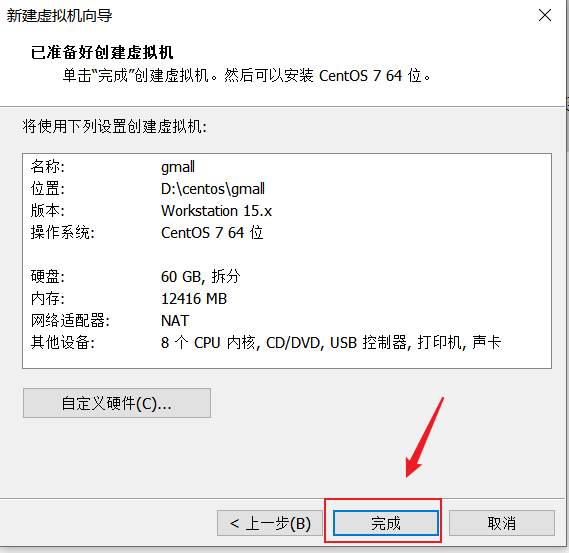 新建虚拟机向导
已准备好创建虚拟机
单击“完成”创建虚拟机。然后可以安装 CentOS 7 64 位。
将使用下列设置创建虚拟机:
名称: gmall
位置: D:\centos\gmall
版本: Workstation 15.x
操作系统: CentOS 7 64 位
硬盘: 60 GB, 拆分
内存: 12416 MB
网络适配器: NAT
其他设备: 8 个 CPU 内核, CD/DVD, USB 控制器, 打印机, 声卡
自定义硬件(C)...
< 上一步(B) 完成 取消